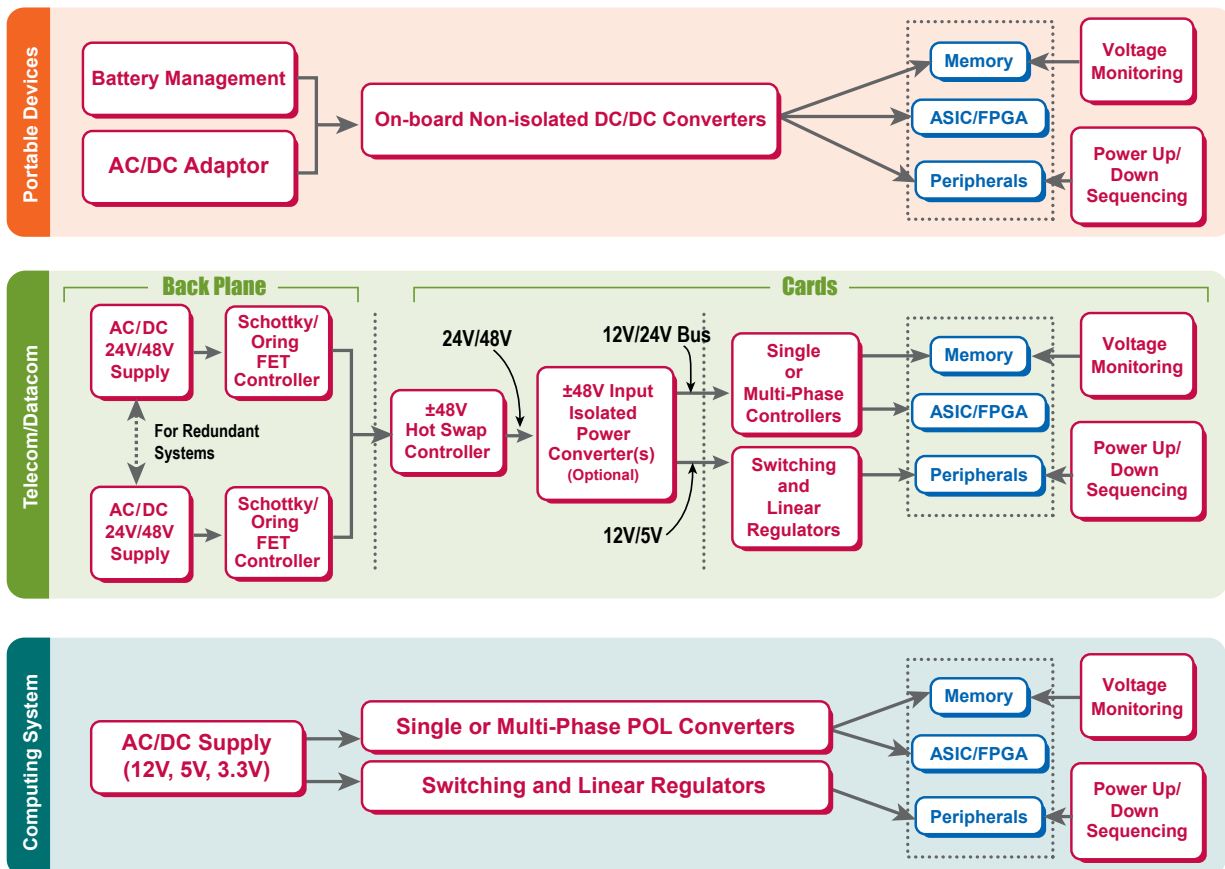 Portable Devices
Battery Management
AC/DC Adaptor
On-board Non-isolated DC/DC Converters
Memory
ASIC/FPGA
Peripherals
Voltage
Monitoring
Power Up/
Down
Sequencing
Telecom/Datacom
Back Plane
AC/DC
24V/48V
Supply
Schottky/
Oring
FET
Controller
For Redundant
Systems
AC/DC
24V/48V
Supply
Schottky/
Oring
FET
Controller
Cards
±48V
Hot Swap
Controller
24V/48V
±48V Input
Isolated
Power
Converter(s)
(Optional)
12V/24V Bus
12V/5V
Single
or
Multi-Phase
Controllers
Switching
and
Linear
Regulators
Memory
ASIC/FPGA
Peripherals
Voltage
Monitoring
Power Up/
Down
Sequencing
Computing System
AC/DC Supply
(12V, 5V, 3.3V)
Single or Multi-Phase POL Converters
Switching and Linear Regulators
Memory
ASIC/FPGA
Peripherals
Voltage
Monitoring
Power Up/
Down
Sequencing